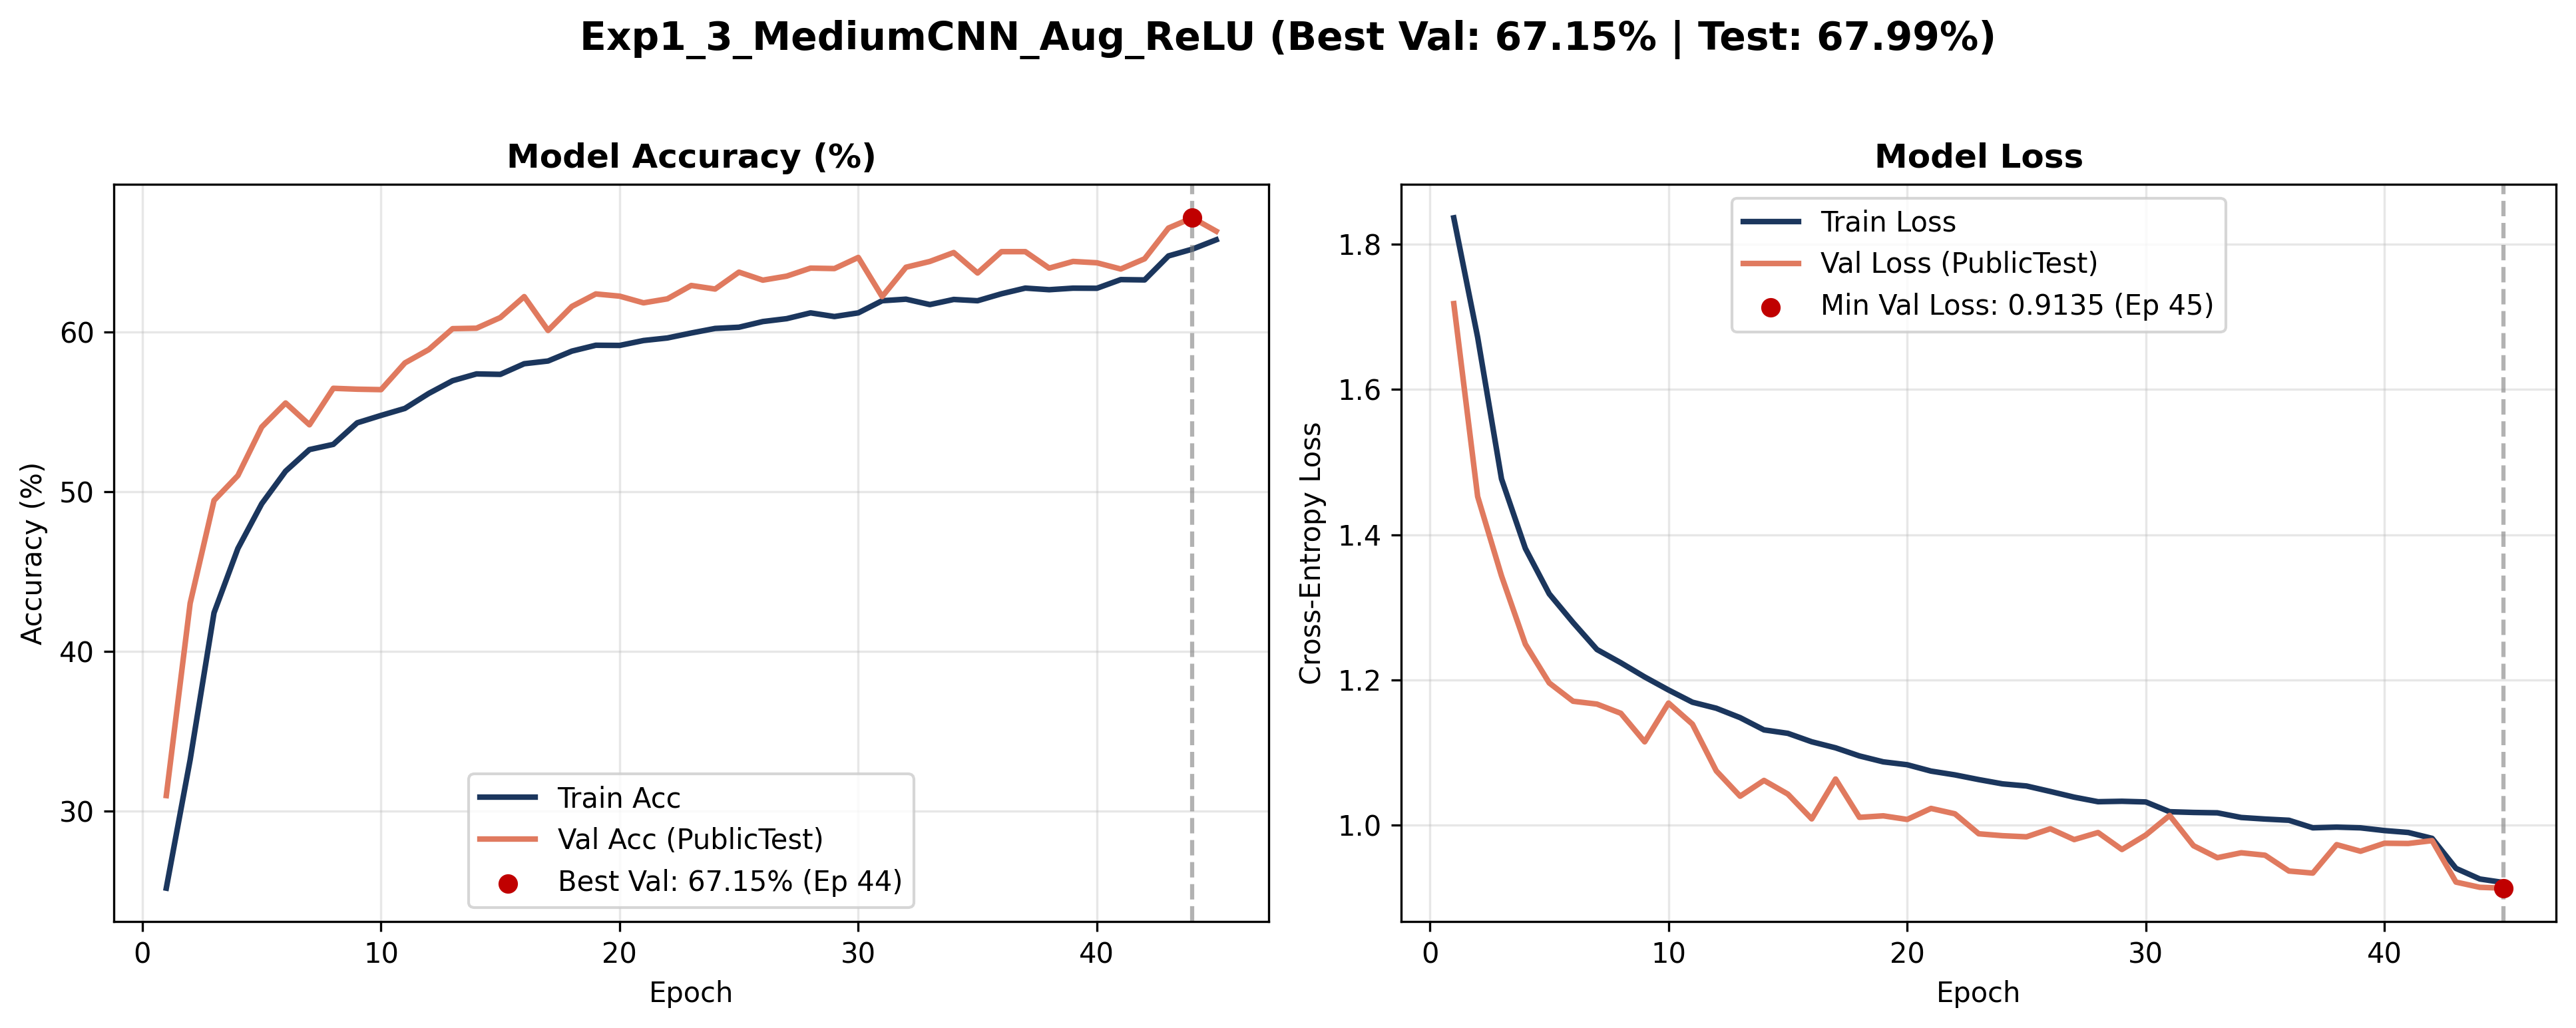 Exp1_3_MediumCNN_Aug_ReLU (Best Val: 67.15% | Test: 67.99%)
Model Accuracy (%)
Accuracy (%)
60
50
40
30
Train Acc
Val Acc (PublicTest)
Best Val: 67.15% (Ep 44)
0 10 20 30 40
Epoch
Model Loss
Cross-Entropy Loss
1.8
1.6
1.4
1.2
1.0
Train Loss
Val Loss (PublicTest)
Min Val Loss: 0.9135 (Ep 45)
0 10 20 30 40
Epoch